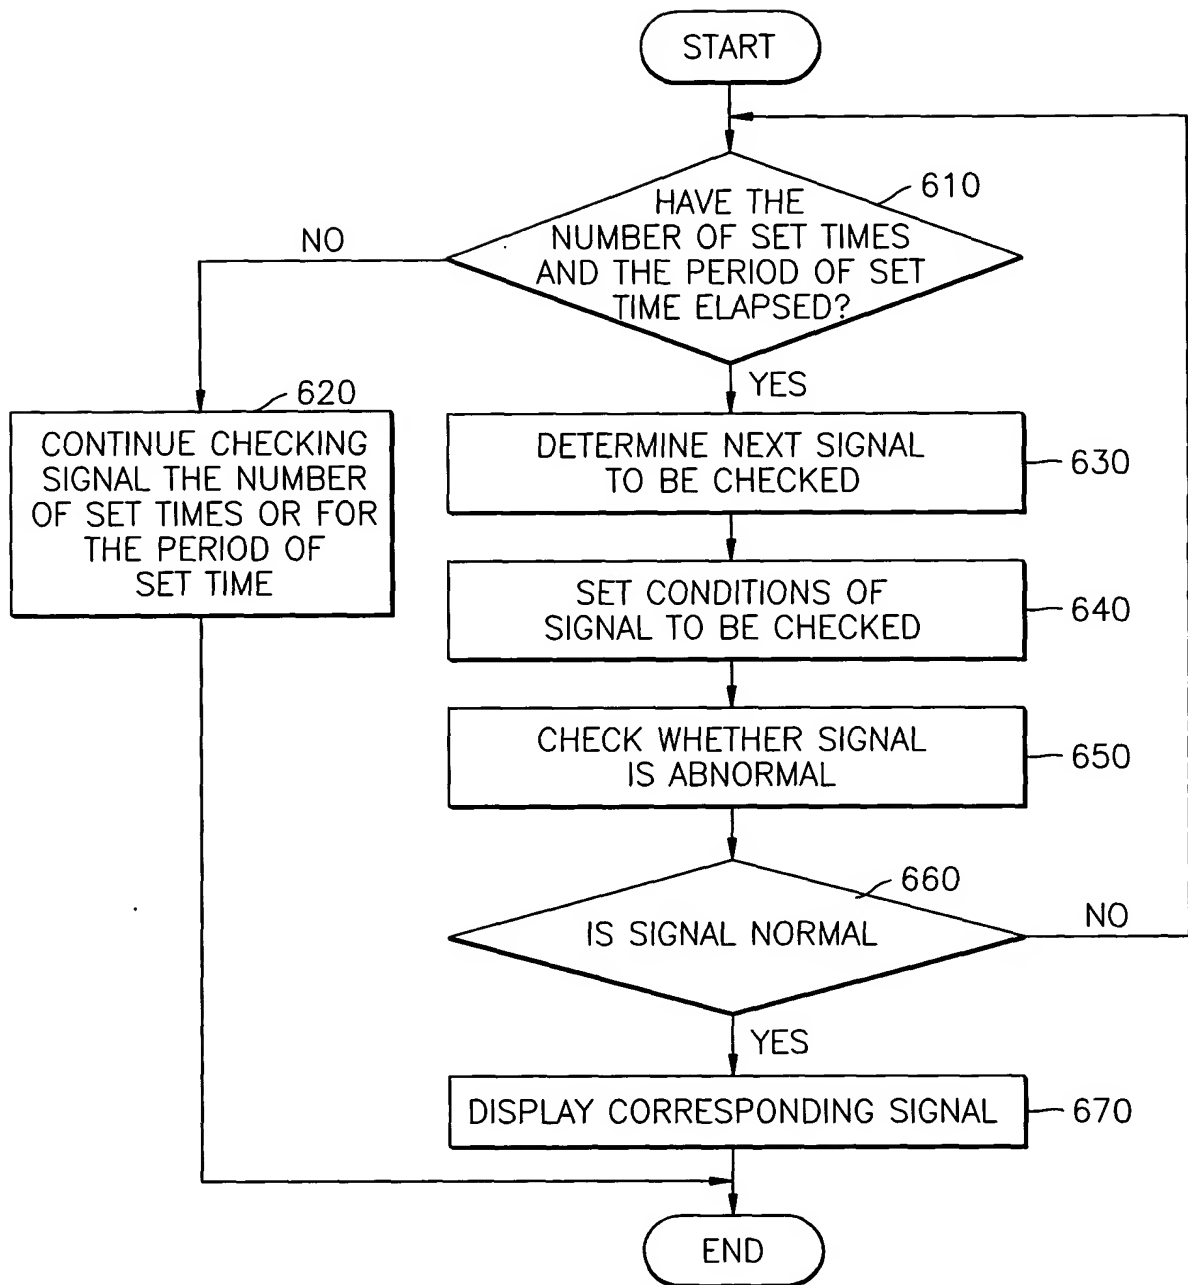 START
610
HAVE THE
NUMBER OF SET TIMES
AND THE PERIOD OF SET
TIME ELAPSED?
NO
YES
620
CONTINUE CHECKING
SIGNAL THE NUMBER
OF SET TIMES OR FOR
THE PERIOD OF
SET TIME
DETERMINE NEXT SIGNAL
TO BE CHECKED
630
SET CONDITIONS OF
SIGNAL TO BE CHECKED
640
CHECK WHETHER SIGNAL
IS ABNORMAL
650
660
IS SIGNAL NORMAL
NO
YES
DISPLAY CORRESPONDING SIGNAL
670
END